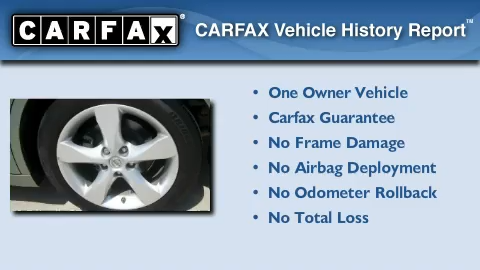 CARFAX® CARFAX Vehicle History Report™
• One Owner Vehicle
• Carfax Guarantee
• No Frame Damage
• No Airbag Deployment
• No Odometer Rollback
• No Total Loss